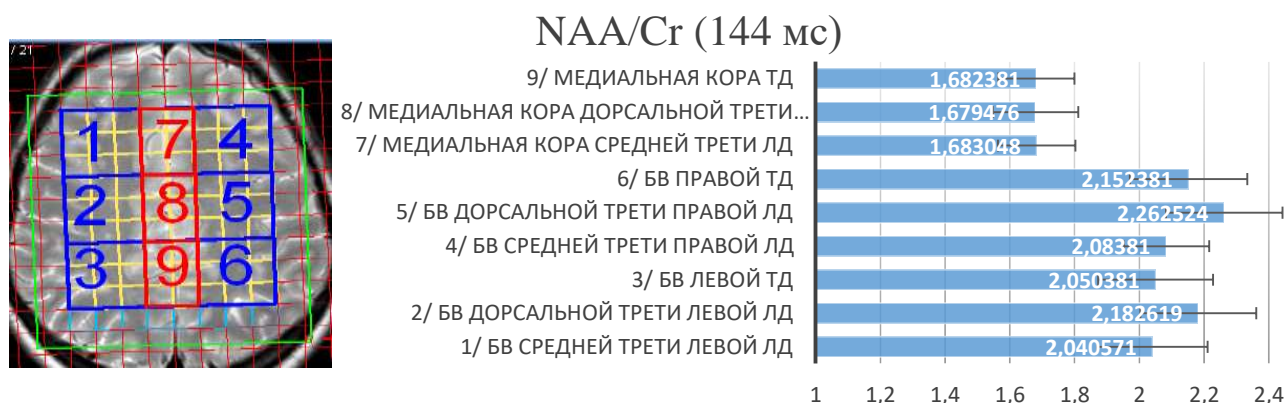 NAA/Cr (144 мс)
/ 21
1 7 4
2 8 5
3 9 6
9/ МЕДИАЛЬНАЯ КОРА ТД 1,682381
8/ МЕДИАЛЬНАЯ КОРА ДОРСАЛЬНОЙ ТРЕТИ... 1,679476
7/ МЕДИАЛЬНАЯ КОРА СРЕДНЕЙ ТРЕТИ ЛД 1,683048
6/ БВ ПРАВОЙ ТД 2,152381
5/ БВ ДОРСАЛЬНОЙ ТРЕТИ ПРАВОЙ ЛД 2,262524
4/ БВ СРЕДНЕЙ ТРЕТИ ПРАВОЙ ЛД 2,08381
3/ БВ ЛЕВОЙ ТД 2,050381
2/ БВ ДОРСАЛЬНОЙ ТРЕТИ ЛЕВОЙ ЛД 2,182619
1/ БВ СРЕДНЕЙ ТРЕТИ ЛЕВОЙ ЛД 2,040571
1 1,2 1,4 1,6 1,8 2 2,2 2,4